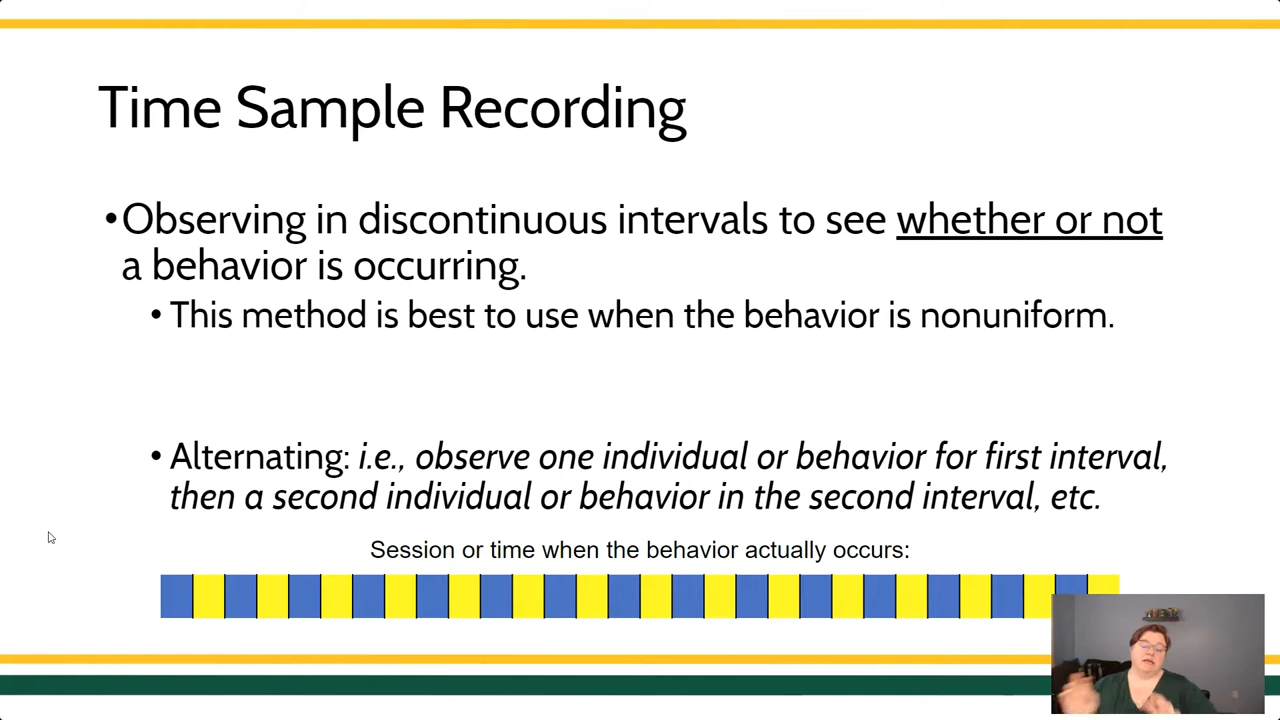 Time Sample Recording
•Observing in discontinuous intervals to see whether or not
a behavior is occurring.
• This method is best to use when the behavior is nonuniform.
• Alternating: i.e., observe one individual or behavior for first interval,
then a second individual or behavior in the second interval, etc.
Session or time when the behavior actually occurs: